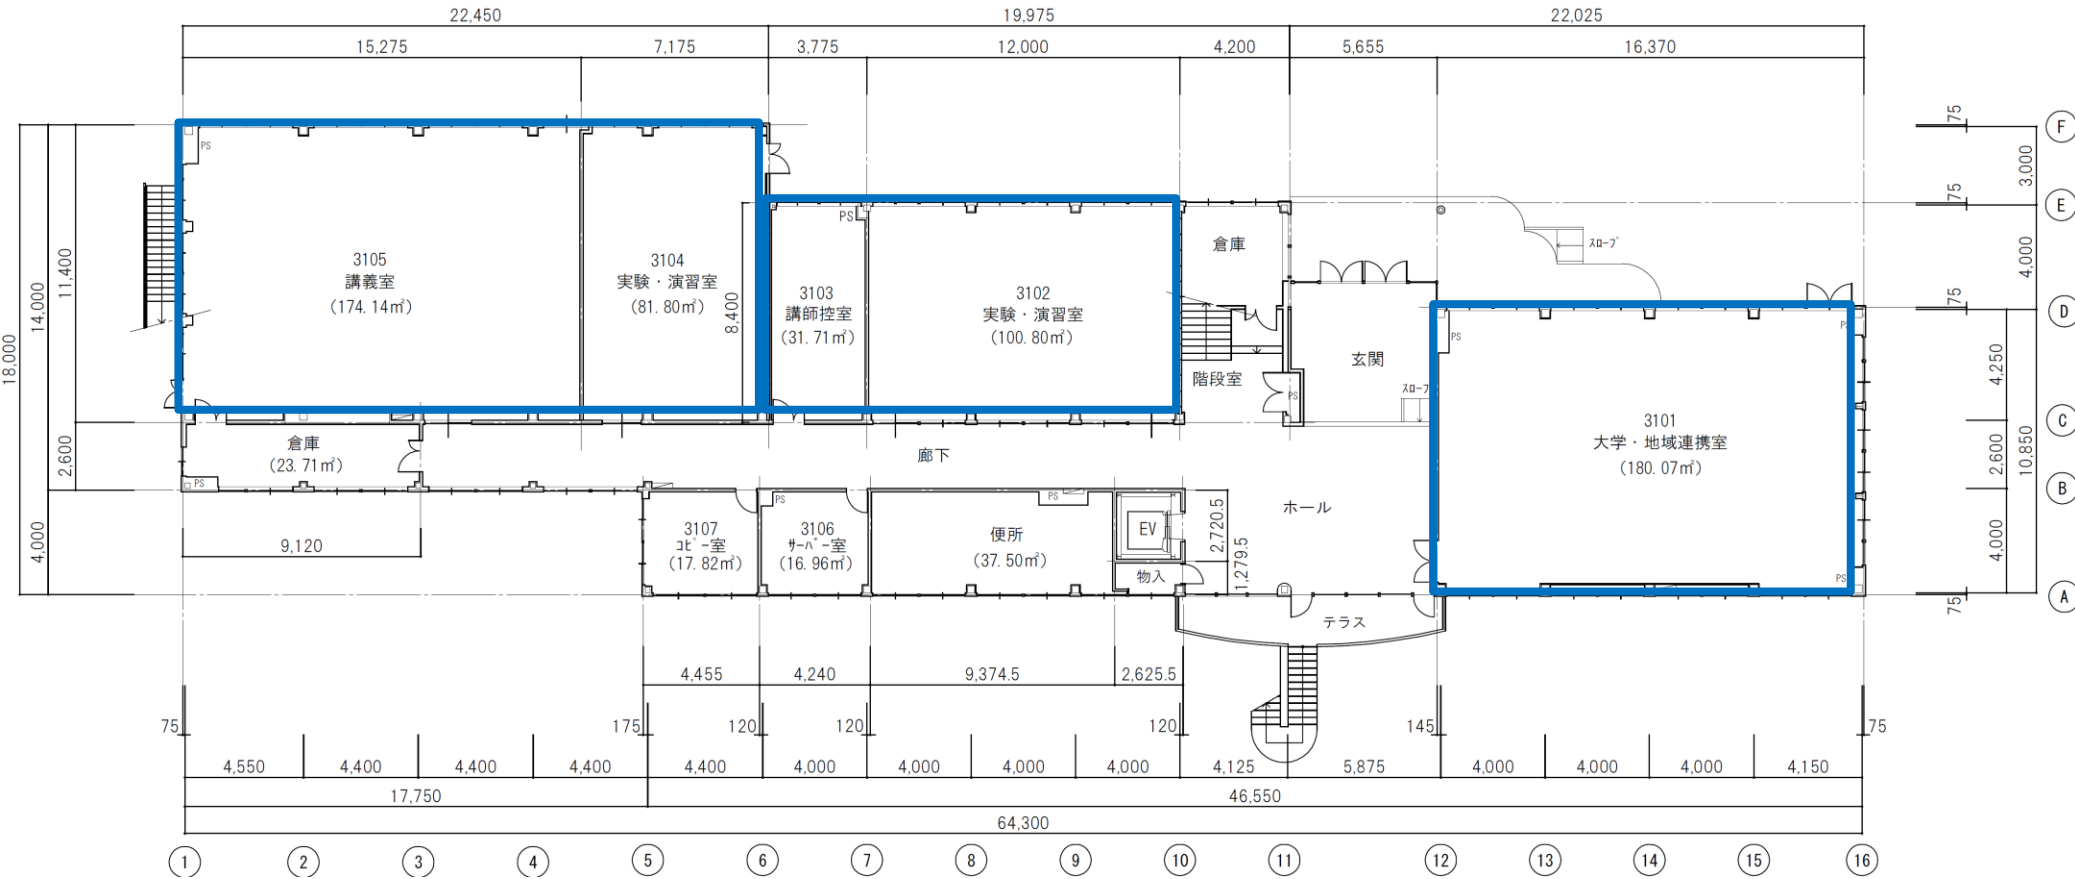 22,450
19,975
22,025
15,275
7,175
3,775
12,000
4,200
5,655
16,370
75
F
3,000
75
E
4,000
75
D
18,000
14,000
11,400
2,600
4,000
PS
3105
講義室
(174.14㎡)
3104
実験・演習室
(81.80㎡)
8,400
PS
3103
講師控室
(31.71㎡)
3102
実験・演習室
(100.80㎡)
倉庫
階段室
玄関
スロープ
PS
スロープ
PS
PS
3101
大学・地域連携室
(180.07㎡)
PS
4,250
C
2,600
10,850
B
4,000
75
A
倉庫
(23.71㎡)
PS
廊下
ホール
9,120
3107
コピー室
(17.82㎡)
PS
3106
サーバー室
(16.96㎡)
PS
便所
(37.50㎡)
EV
物入
2,720.5
1,279.5
テラス
4,455
4,240
9,374.5
2,625.5
75
175
120
120
120
145
75
4,550
4,400
4,400
4,400
4,400
4,000
4,000
4,000
4,000
4,125
5,875
4,000
4,000
4,000
4,150
17,750
46,550
64,300
1
2
3
4
5
6
7
8
9
10
11
12
13
14
15
16